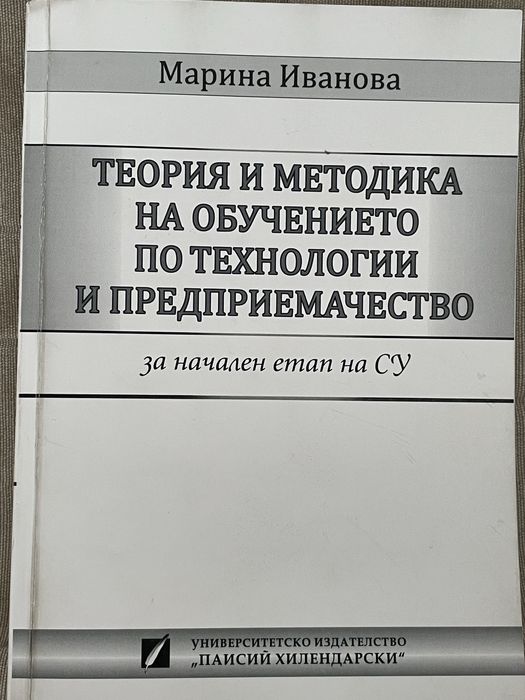 Марина Иванова
ТЕОРИЯ И МЕТОДИКА
НА ОБУЧЕНИЕТО
ПО ТЕХНОЛОГИИ
И ПРЕДПРИЕМАЧЕСТВО
за начален етап на СУ
УНИВЕРСИТЕТСКО ИЗДАТЕЛСТВО
„ПАИСИЙ ХИЛЕНДАРСКИ“